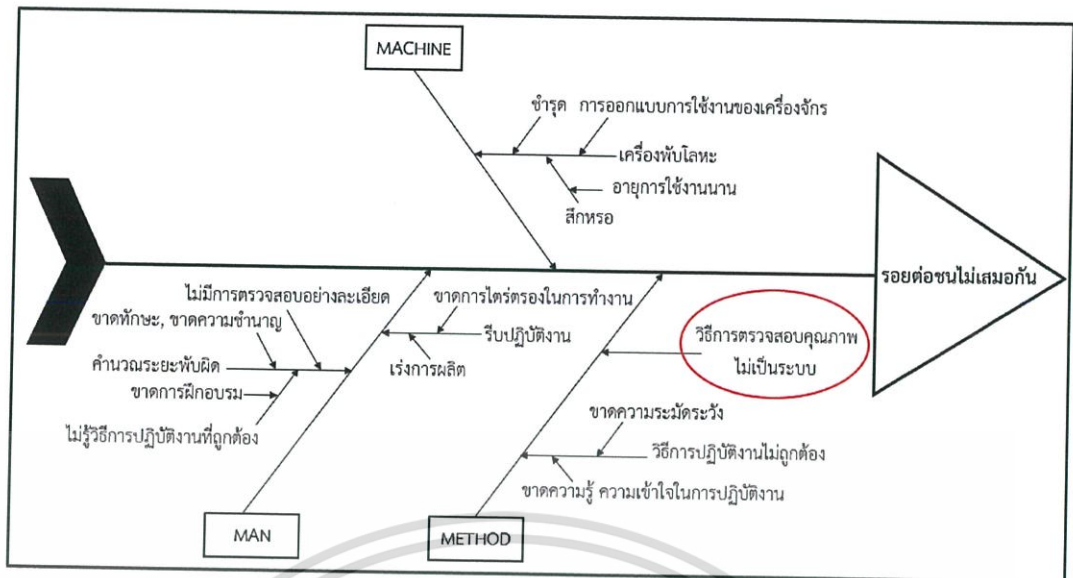 MACHINE
ชำรุด การออกแบบการใช้งานของเครื่องจักร
เครื่องพับโลหะ
อายุการใช้งานนาน
สึกหรอ
รอยต่อชนไม่เสมอกัน
ไม่มีการตรวจสอบอย่างละเอียด
ขาดทักษะ, ขาดความชำนาญ
คำนวณระยะพับผิด
ขาดการฝึกอบรม
ไม่รู้วิธีการปฏิบัติงานที่ถูกต้อง
ขาดการไตร่ตรองในการทำงาน
รีบปฏิบัติงาน
เร่งการผลิต
วิธีการตรวจสอบคุณภาพ
ไม่เป็นระบบ
ขาดความระมัดระวัง
วิธีการปฏิบัติงานไม่ถูกต้อง
ขาดความรู้ ความเข้าใจในการปฏิบัติงาน
MAN
METHOD